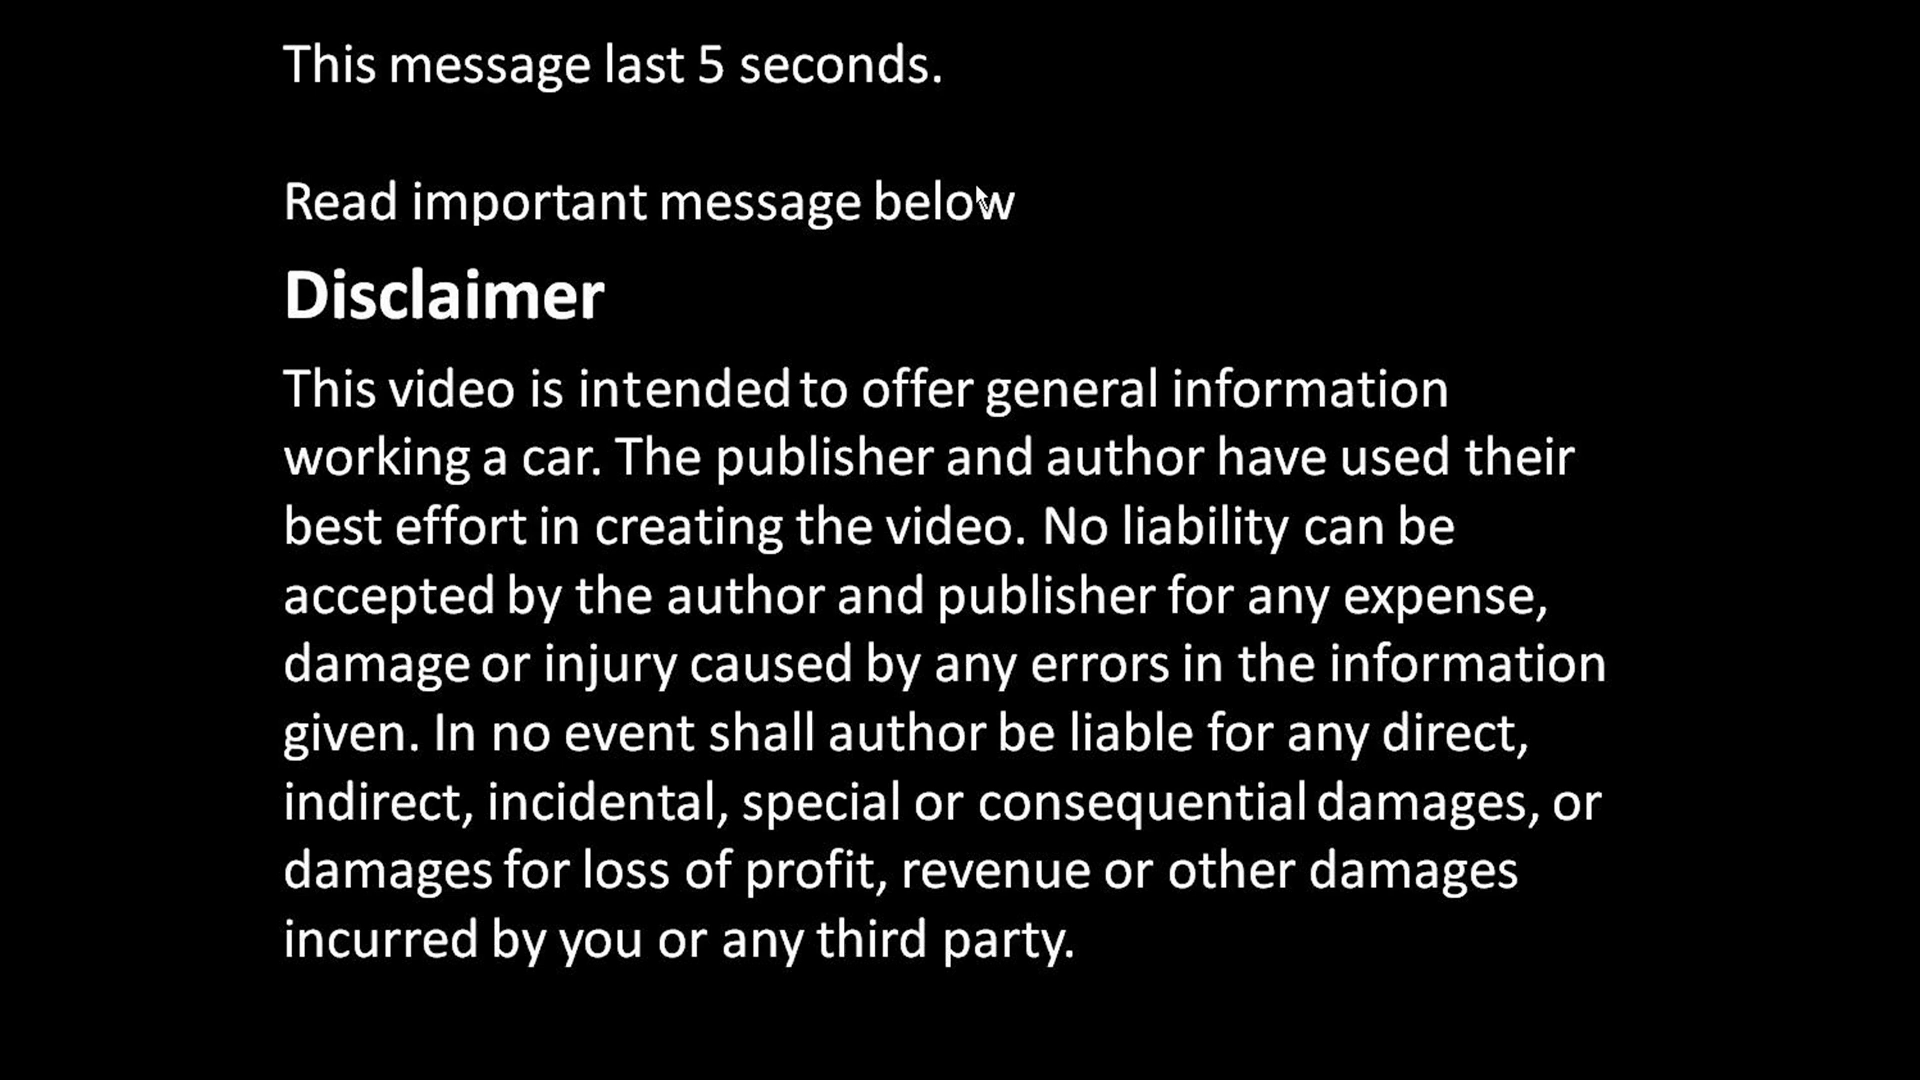 This message last 5 seconds.
Read important message below
Disclaimer
This video is intended to offer general information
working a car. The publisher and author have used their
best effort in creating the video. No liability can be
accepted by the author and publisher for any expense,
damage or injury caused by any errors in the information
given. In no event shall author be liable for any direct,
indirect, incidental, special or consequential damages, or
damages for loss of profit, revenue or other damages
incurred by you or any third party.